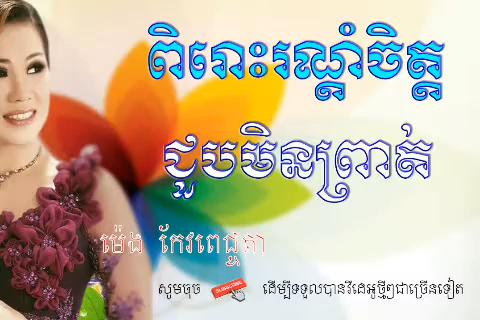 ពិរោះរណ្ដំចិត្ត
ជួបមិនព្រាត់
ម៉េង កែវពេជ្ជតា
សូមចុច ដើម្បីទទួលបានវីដេអូថ្មីៗជាច្រើនទៀត